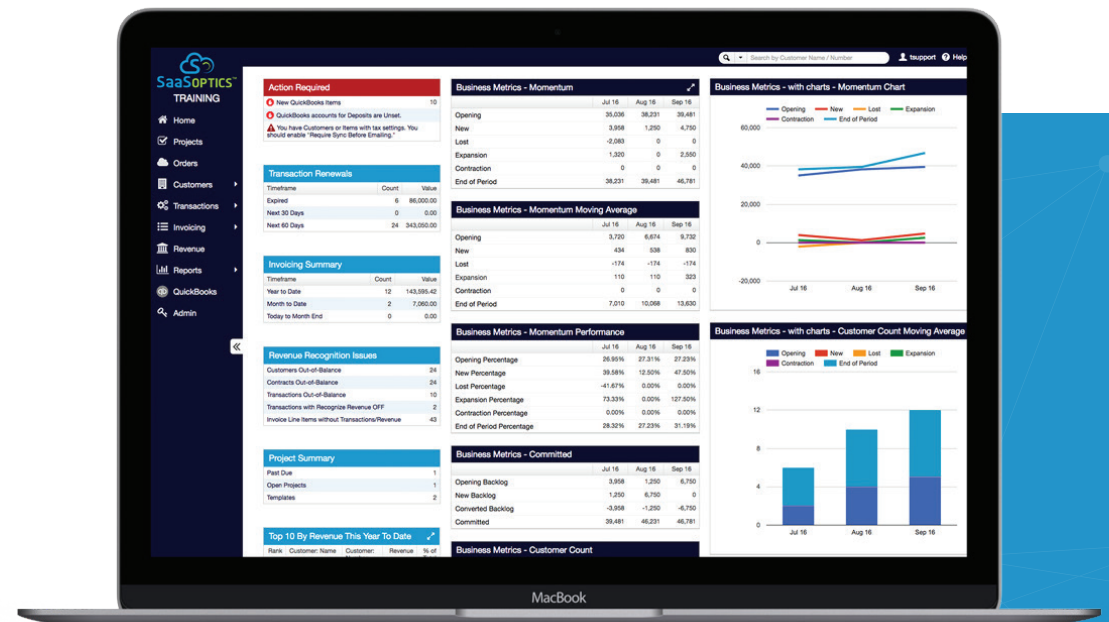 Search by Customer Name / Number
tsupport
Help
SaaSOPTICS™
TRAINING
Home
Projects
Orders
Customers
Transactions
Invoicing
Revenue
Reports
QuickBooks
Admin
Action Required
New QuickBooks Items 10
QuickBooks accounts for Deposits are Unset.
You have Customers or Items with tax settings. You
should enable "Require Sync Before Emailing."
Transaction Renewals
Timeframe Count Value
Expired 6 86,000.00
Next 30 Days 0 0.00
Next 60 Days 24 343,050.00
Invoicing Summary
Timeframe Count Value
Year to Date 12 143,595.42
Month to Date 2 7,060.00
Today to Month End 0 0.00
Revenue Recognition Issues
Customers Out-of-Balance 24
Contracts Out-of-Balance 24
Transactions Out-of-Balance 10
Transactions with Recognize Revenue OFF 2
Invoice Line Items without Transactions/Revenue 43
Project Summary
Past Due 1
Open Projects 1
Templates 2
Top 10 By Revenue This Year To Date
Rank Customer: Name Customer: Revenue % of
Business Metrics - Momentum
Jul 16 Aug 16 Sep 16
Opening 35,036 38,231 39,481
New 3,958 1,250 4,750
Lost -2,083 0 0
Expansion 1,320 0 2,550
Contraction 0 0 0
End of Period 38,231 39,481 46,781
Business Metrics - Momentum Moving Average
Jul 16 Aug 16 Sep 16
Opening 3,720 6,674 9,732
New 434 538 830
Lost -174 -174 -174
Expansion 110 110 323
Contraction 0 0 0
End of Period 7,010 10,068 13,630
Business Metrics - Momentum Performance
Jul 16 Aug 16 Sep 16
Opening Percentage 26.95% 27.31% 27.23%
New Percentage 39.58% 12.50% 47.50%
Lost Percentage -41.67% 0.00% 0.00%
Expansion Percentage 73.33% 0.00% 127.50%
Contraction Percentage 0.00% 0.00% 0.00%
End of Period Percentage 28.32% 27.23% 31.19%
Business Metrics - Committed
Jul 16 Aug 16 Sep 16
Opening Backlog 3,958 1,250 6,750
New Backlog 1,250 6,750 0
Converted Backlog -3,958 -1,250 -6,750
Committed 39,481 46,231 46,781
Business Metrics - Customer Count
Business Metrics - with charts - Momentum Chart
Opening New Lost Expansion
Contraction End of Period
60,000
40,000
20,000
0
-20,000
Jul 16 Aug 16 Sep 16
Business Metrics - with charts - Customer Count Moving Average
Opening New Lost Expansion
Contraction End of Period
16
12
8
4
0
Jul 16 Aug 16 Sep 16
MacBook